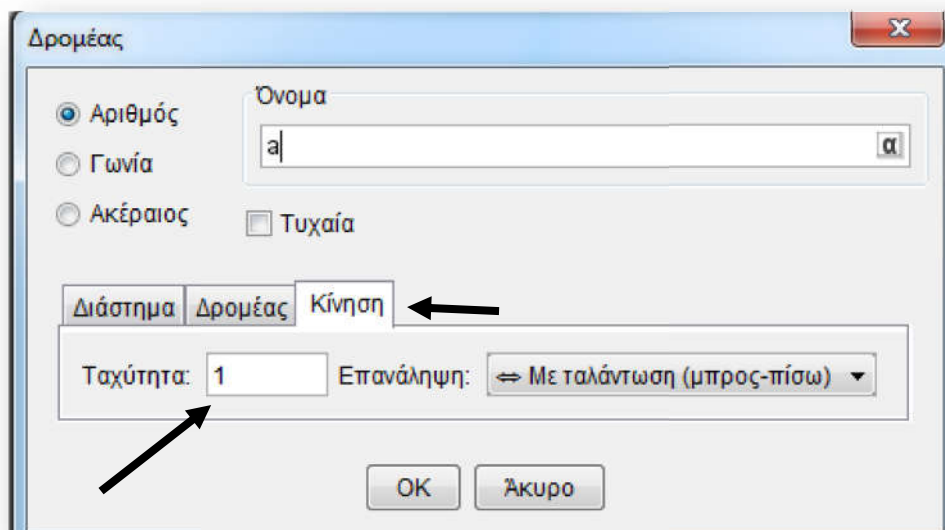 Δρομέας
Αριθμός
Όνομα
a
α
Γωνία
Ακέραιος
Τυχαία
Διάστημα Δρομέας Κίνηση
Ταχύτητα: 1 Επανάληψη: ⇔ Με ταλάντωση (μπρος-πίσω)
OK Άκυρο